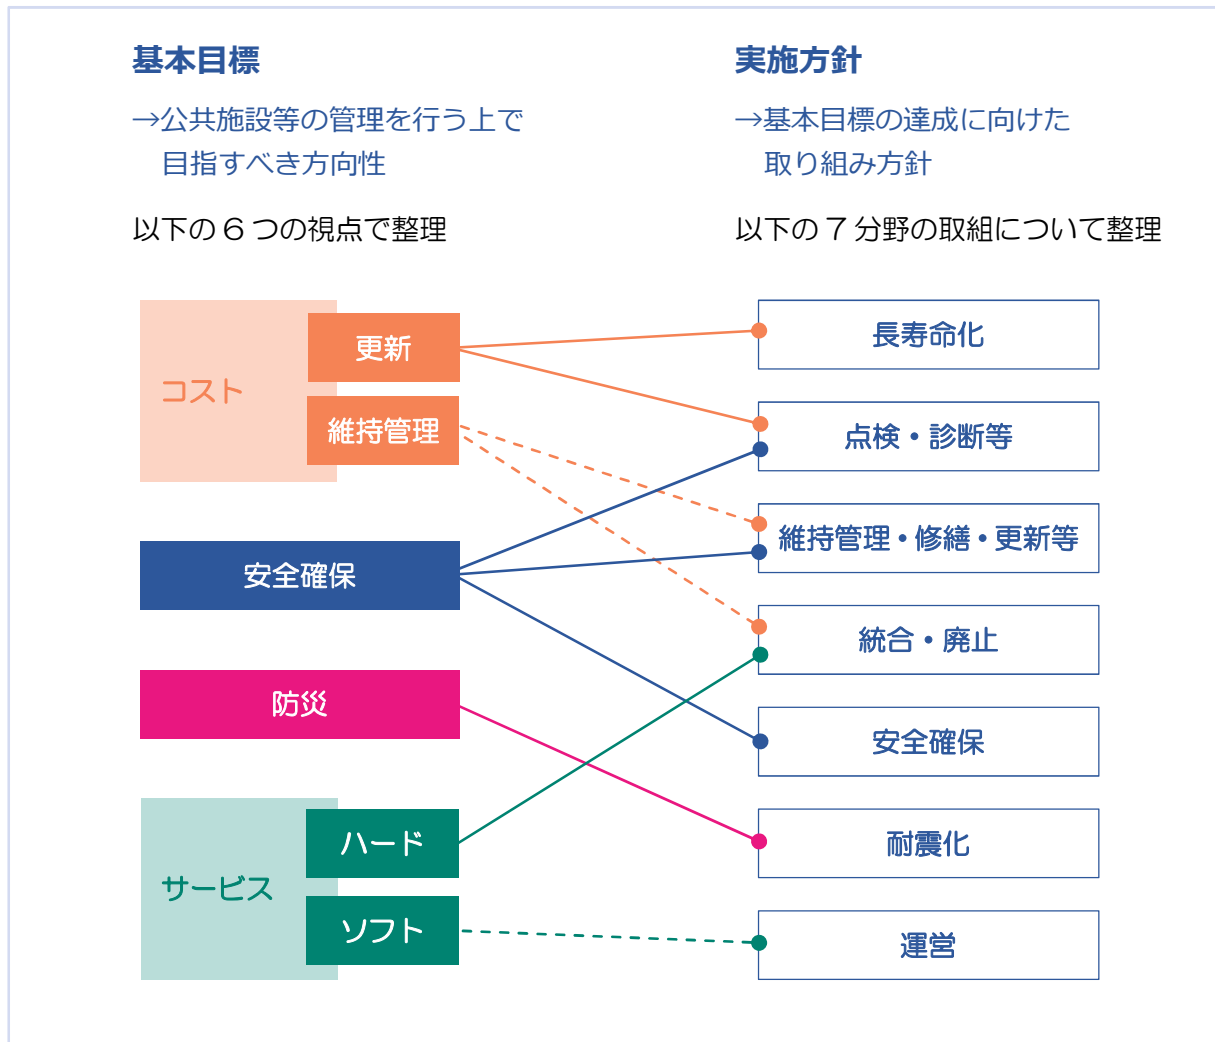 基本目標
→公共施設等の管理を行う上で
目指すべき方向性
以下の6つの視点で整理
コスト
更新
維持管理
安全確保
防災
サービス
ハード
ソフト
実施方針
→基本目標の達成に向けた
取り組み方針
以下の7分野の取組について整理
長寿命化
点検・診断等
維持管理・修繕・更新等
統合・廃止
安全確保
耐震化
運営